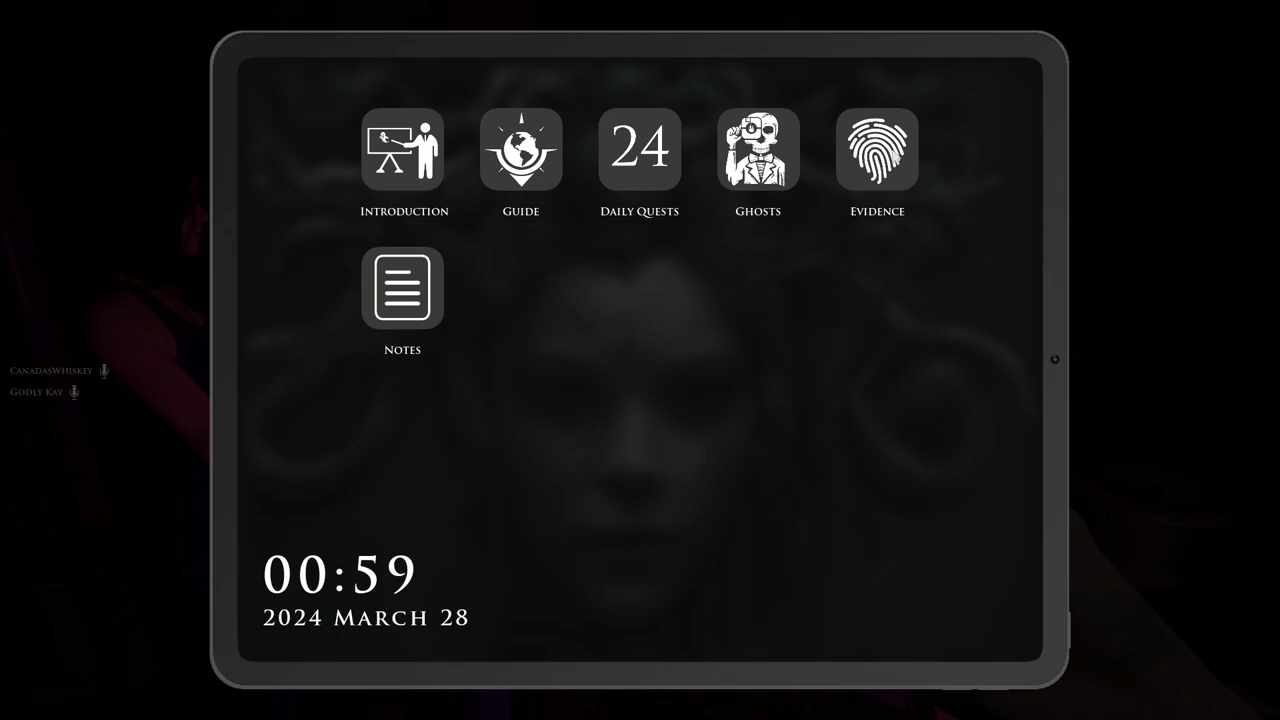 24
Introduction
Guide
Daily Quests
Ghosts
Evidence
Notes
CanadasWhiskey
Godly Kay
00:59
2024 March 28